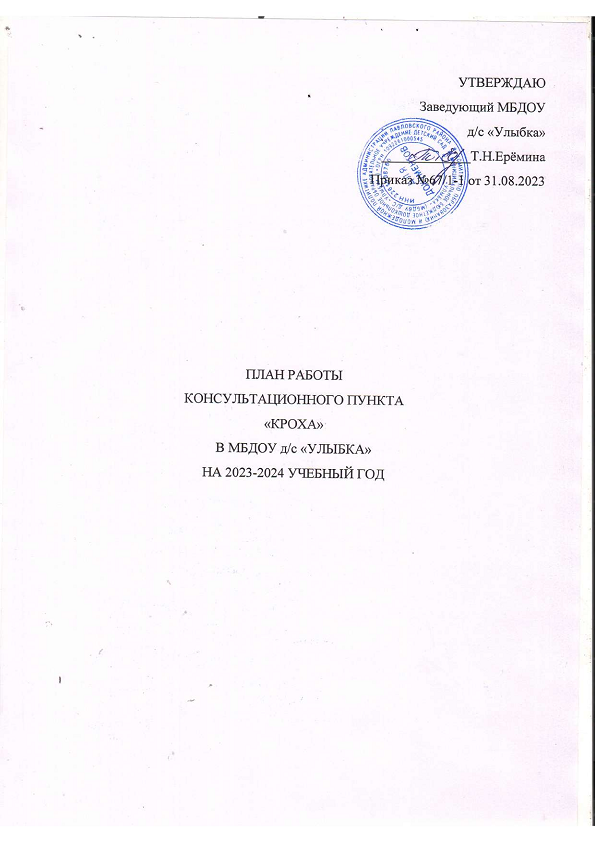 УТВЕРЖДАЮ
Заведующий МБДОУ
д/с «Улыбка»
Т.Н.Ерёмина
Приказ №67/1-1 от 31.08.2023
ПЛАН РАБОТЫ
КОНСУЛЬТАЦИОННОГО ПУНКТА
«КРОХА»
В МБДОУ д/с «УЛЫБКА»
НА 2023-2024 УЧЕБНЫЙ ГОД